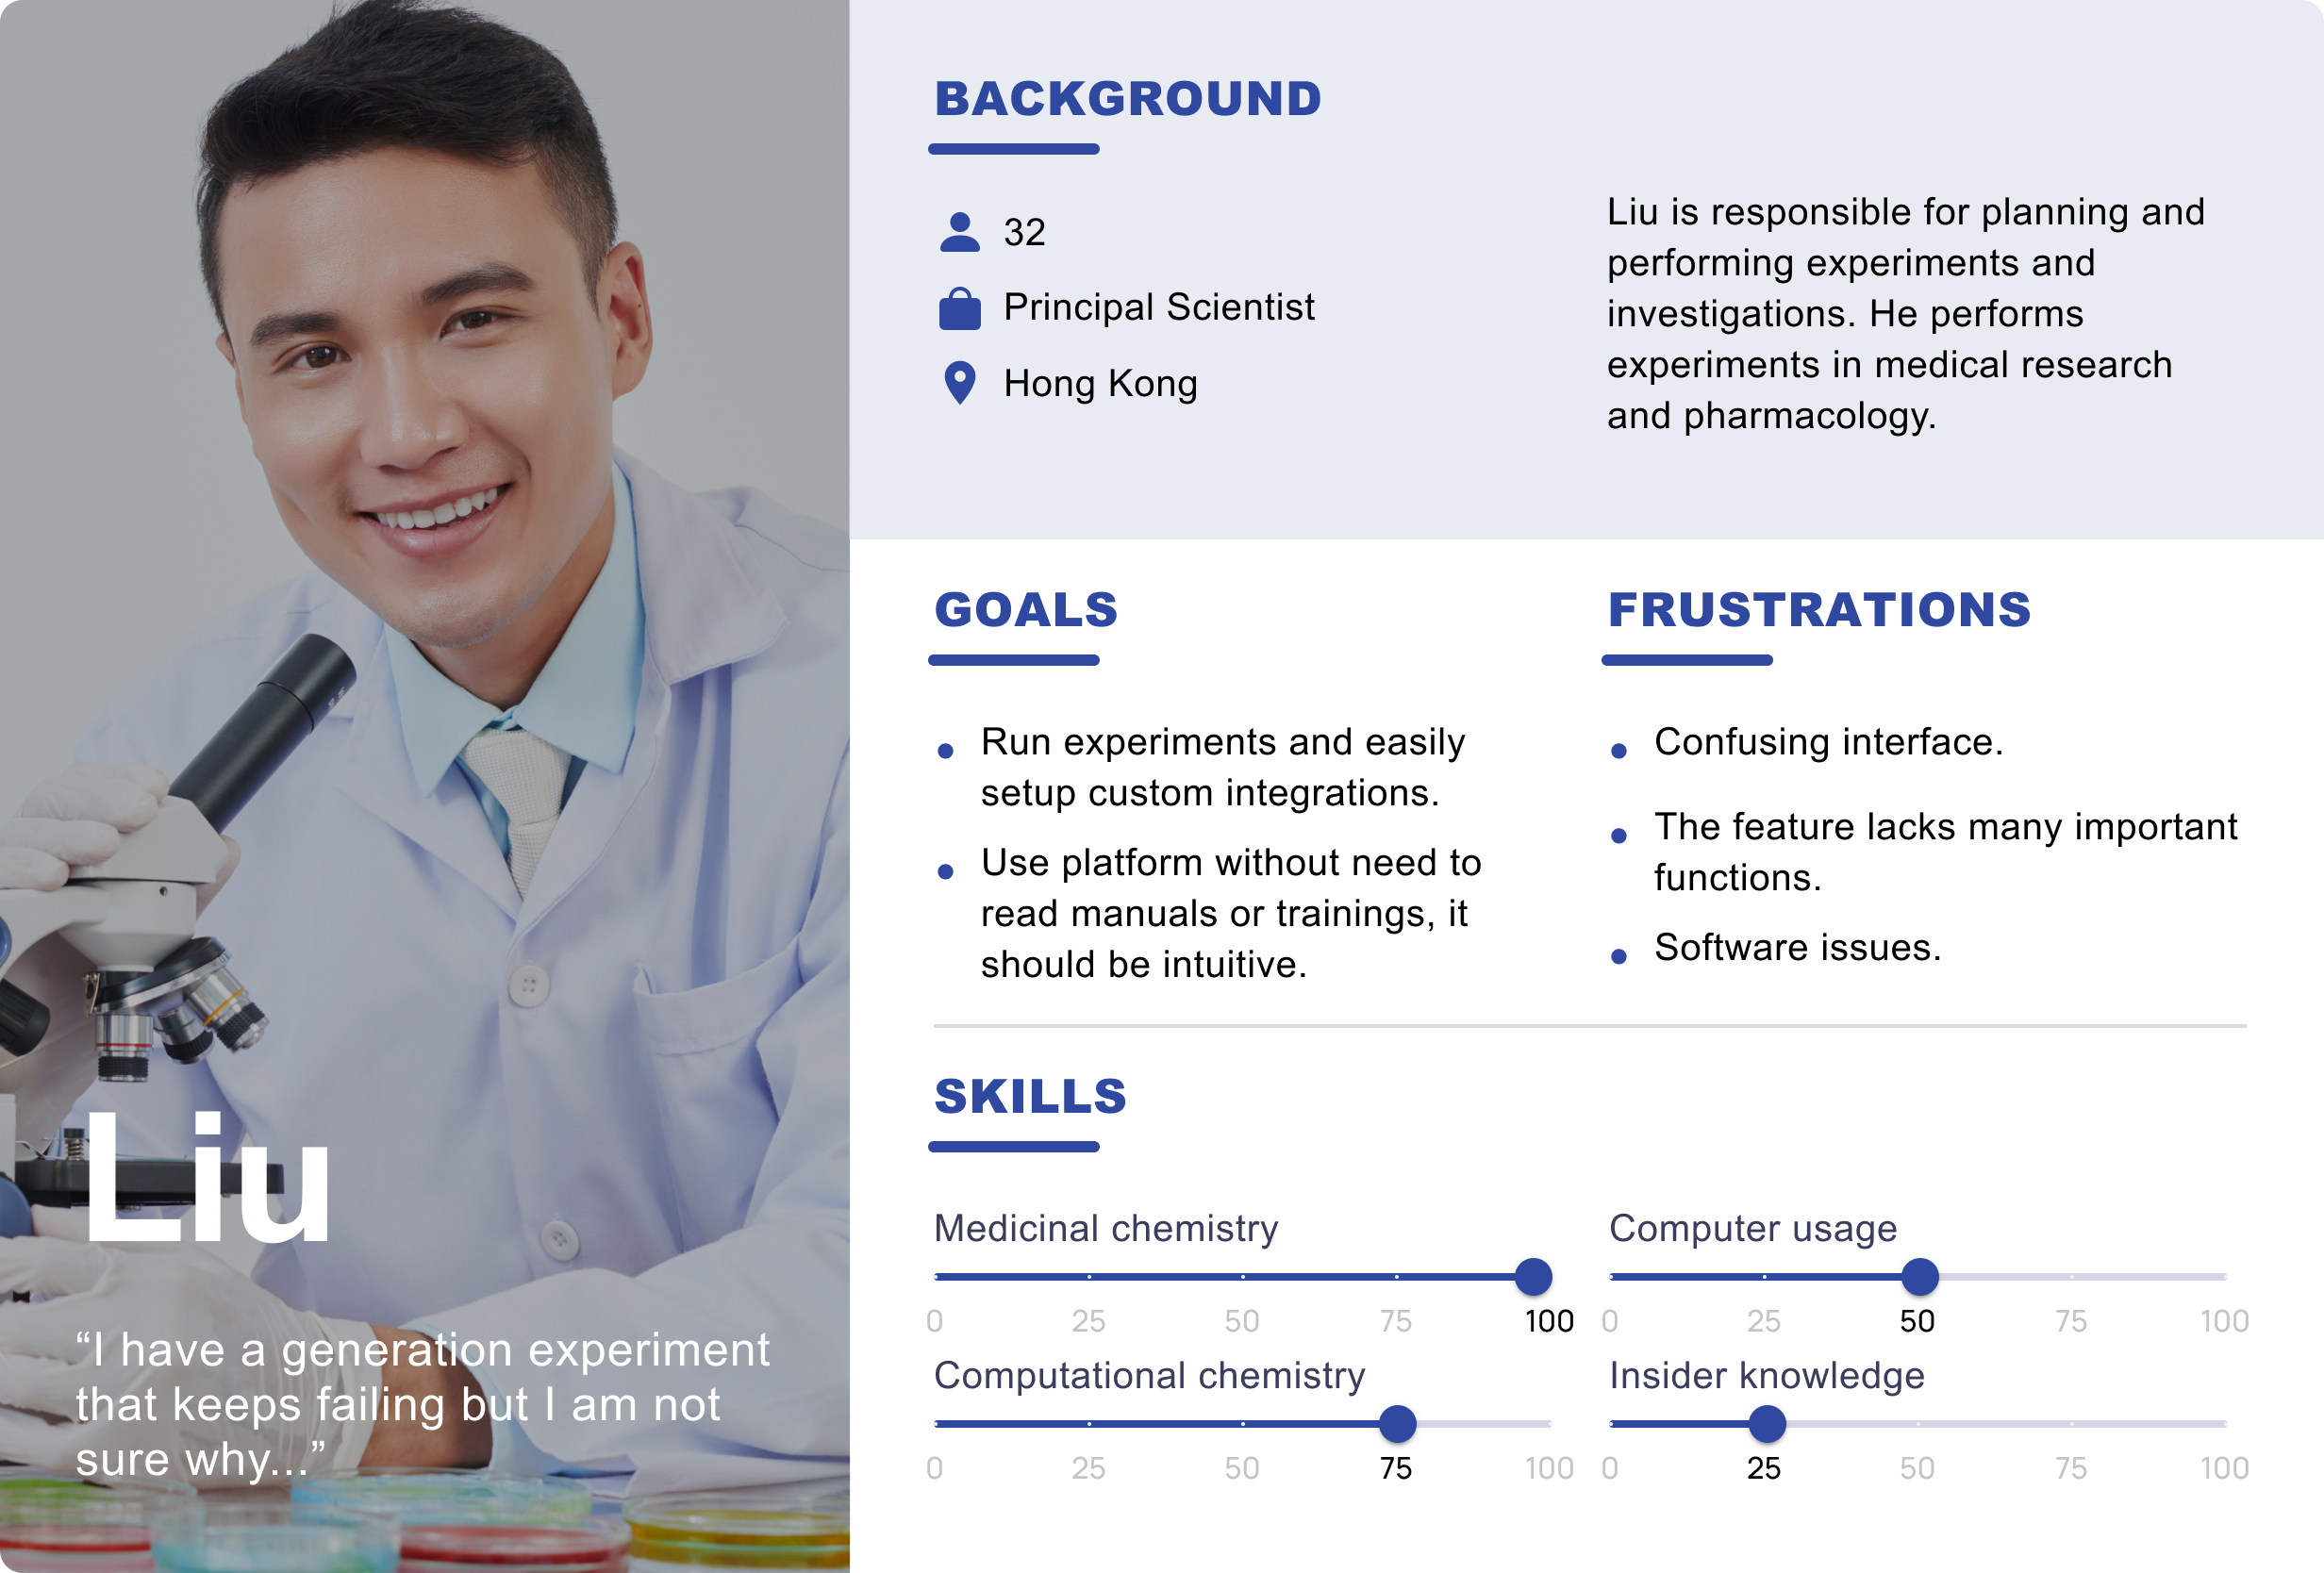 Liu
“I have a generation experiment
that keeps failing but I am not
sure why...”
BACKGROUND
32
Principal Scientist
Hong Kong
Liu is responsible for planning and
performing experiments and
investigations. He performs
experiments in medical research
and pharmacology.
GOALS
Run experiments and easily
setup custom integrations.
Use platform without need to
read manuals or trainings, it
should be intuitive.
FRUSTRATIONS
Confusing interface.
The feature lacks many important
functions.
Software issues.
SKILLS
Medicinal chemistry
0 25 50 75 100
Computer usage
0 25 50 75 100
Computational chemistry
0 25 50 75 100
Insider knowledge
0 25 50 75 100